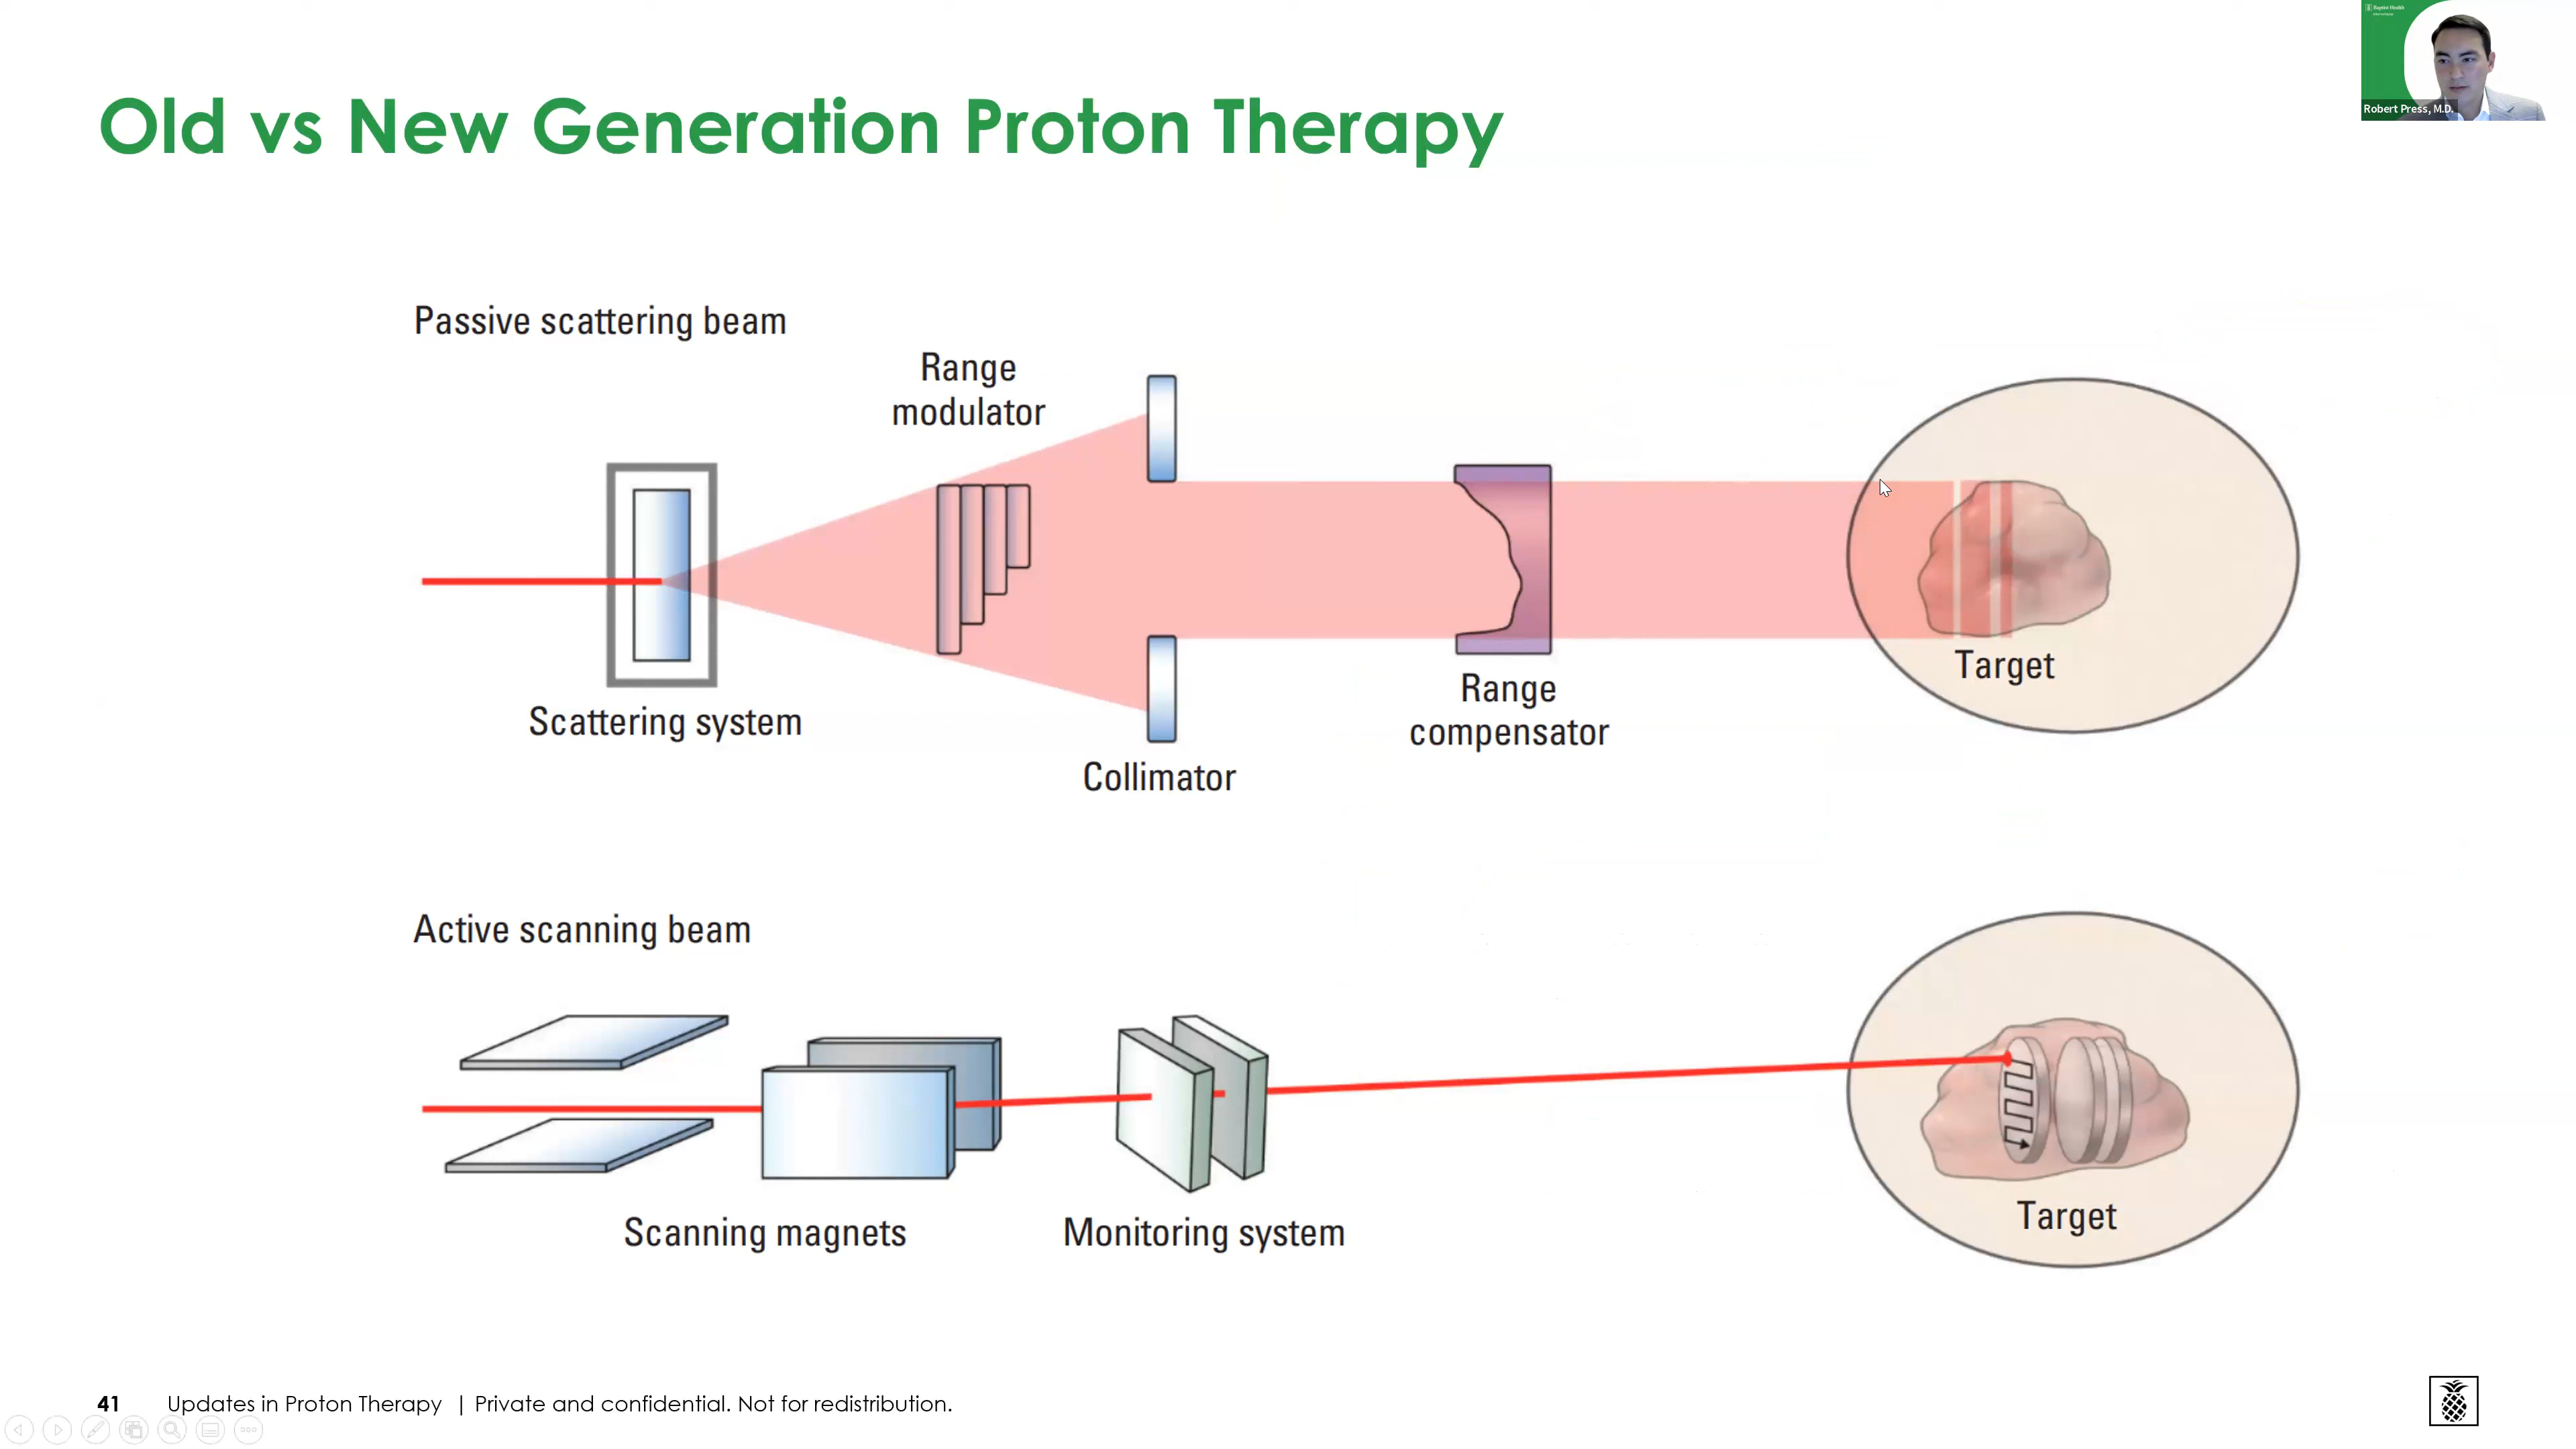 Baptist Health
Robert Press, M.D.
Old vs New Generation Proton Therapy
Passive scattering beam
Range
modulator
Scattering system
Collimator
Range
compensator
Target
Active scanning beam
Scanning magnets
Monitoring system
Target
41 Updates in Proton Therapy | Private and confidential. Not for redistribution.